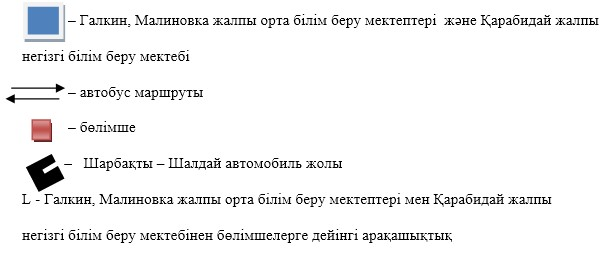 – Галкин, Малиновка жалпы орта білім беру мектептері және Қарабидай жалпы
негізгі білім беру мектебі
– автобус маршруты
– бөлімше
– Шарбақты – Шалдай автомобиль жолы
L - Галкин, Малиновка жалпы орта білім беру мектептері мен Қарабидай жалпы
негізгі білім беру мектебінен бөлімшелерге дейінгі арақашықтық